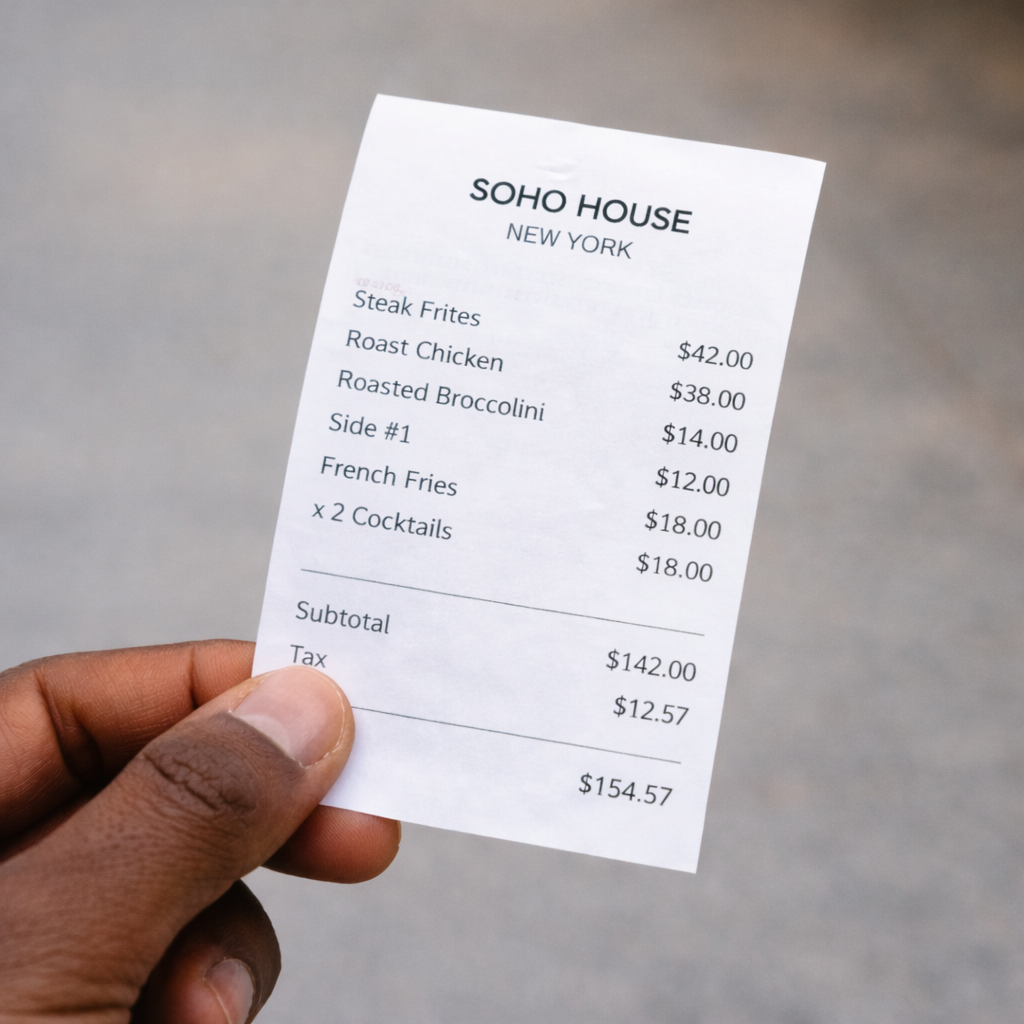 SOHO HOUSE
NEW YORK
Steak Frites $42.00
Roast Chicken $38.00
Roasted Broccolini $14.00
Side #1 $12.00
French Fries $18.00
x 2 Cocktails $18.00
Subtotal $142.00
Tax $12.57
$154.57